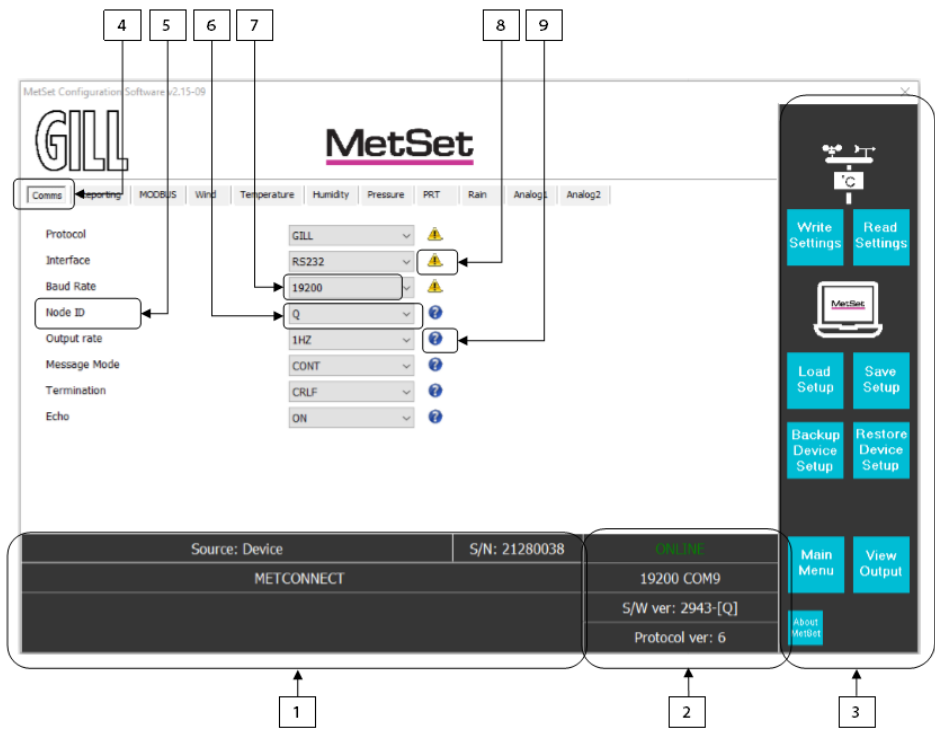 4 5 6 7 8 9
MetSet Configuration Software v2.15-09
GILL
MetSet
Comms Reporting MODBUS Wind Temperature Humidity Pressure PRT Rain Analog1 Analog2
Protocol GILL
Interface RS232
Baud Rate 19200
Node ID Q
Output rate 1HZ
Message Mode CONT
Termination CRLF
Echo ON
°C
Write Settings
Read Settings
MetSet
Load Setup
Save Setup
Backup Device Setup
Restore Device Setup
Main Menu
View Output
About MetSet
Source: Device S/N: 21280038 ONLINE
METCONNECT 19200 COM9
S/W ver: 2943-[Q]
Protocol ver: 6
1 2 3